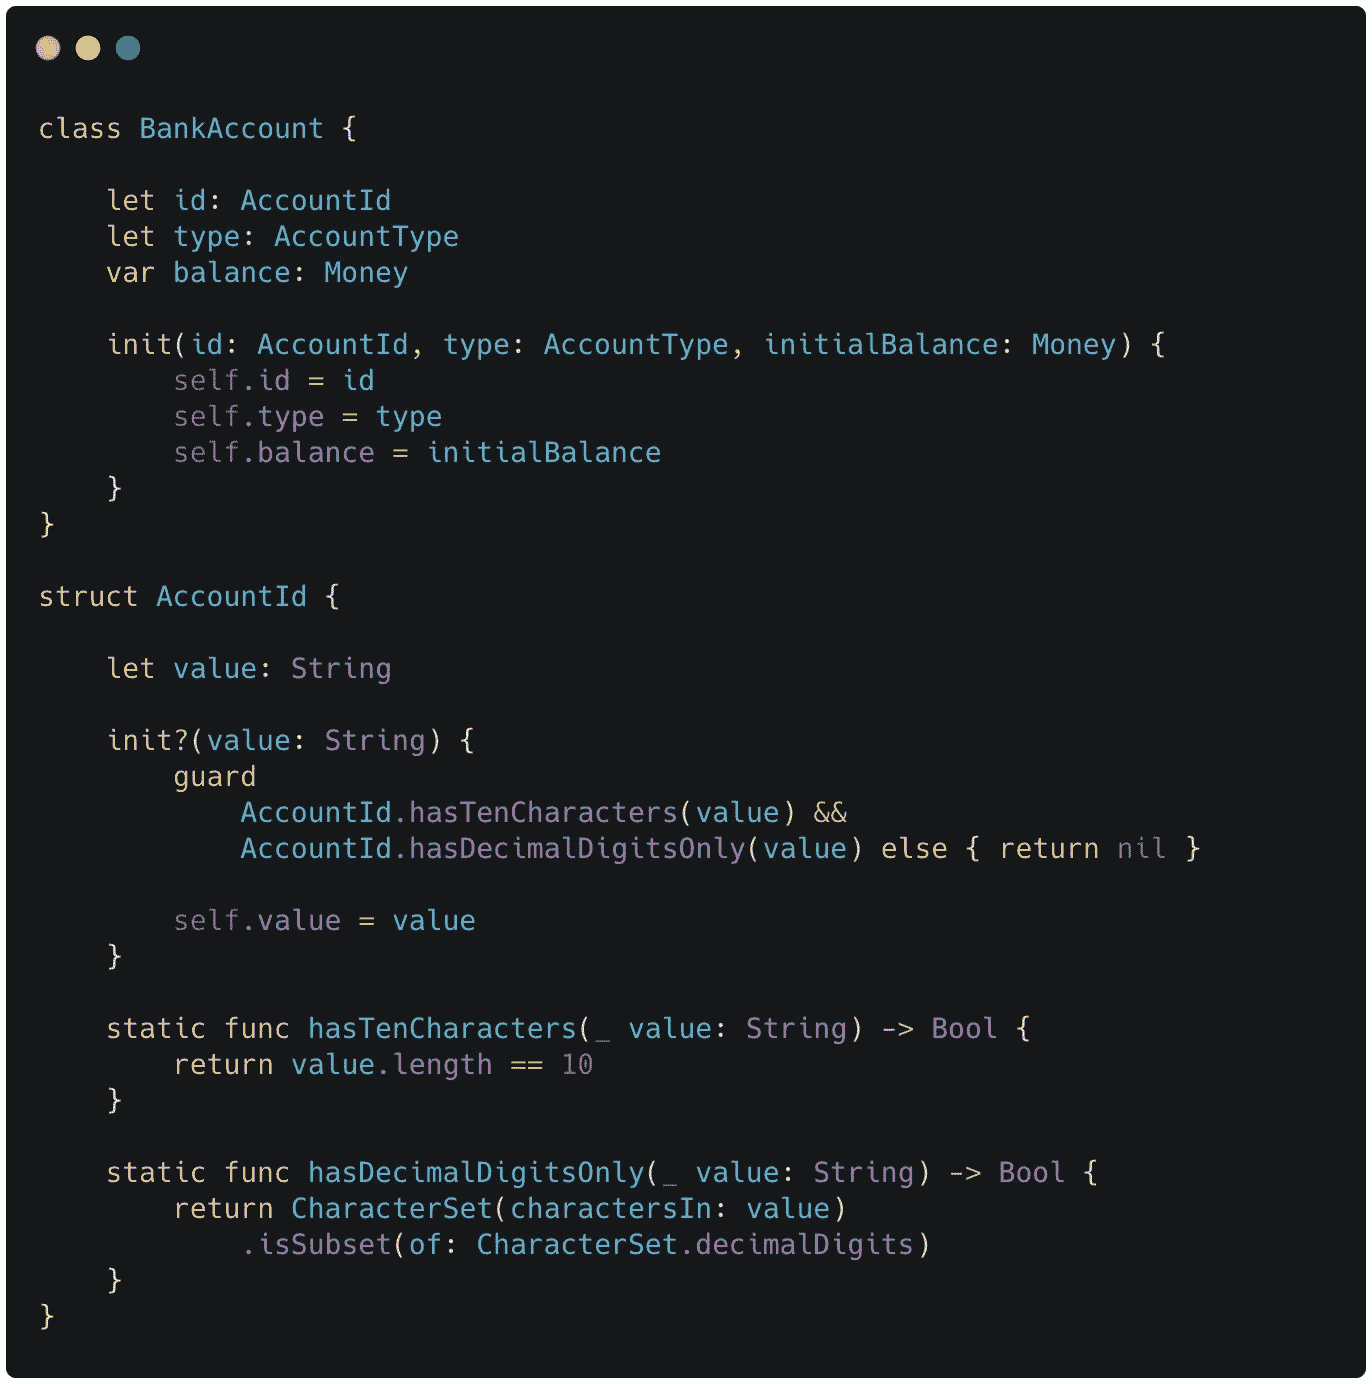 class BankAccount {
    let id: AccountId
    let type: AccountType
    var balance: Money
    init(id: AccountId, type: AccountType, initialBalance: Money) {
        self.id = id
        self.type = type
        self.balance = initialBalance
    }
}
struct AccountId {
    let value: String
    init?(value: String) {
        guard
            AccountId.hasTenCharacters(value) &&
            AccountId.hasDecimalDigitsOnly(value) else { return nil }
        self.value = value
    }
    static func hasTenCharacters(_ value: String) -> Bool {
        return value.length == 10
    }
    static func hasDecimalDigitsOnly(_ value: String) -> Bool {
        return CharacterSet(charactersIn: value)
            .isSubset(of: CharacterSet.decimalDigits)
    }
}